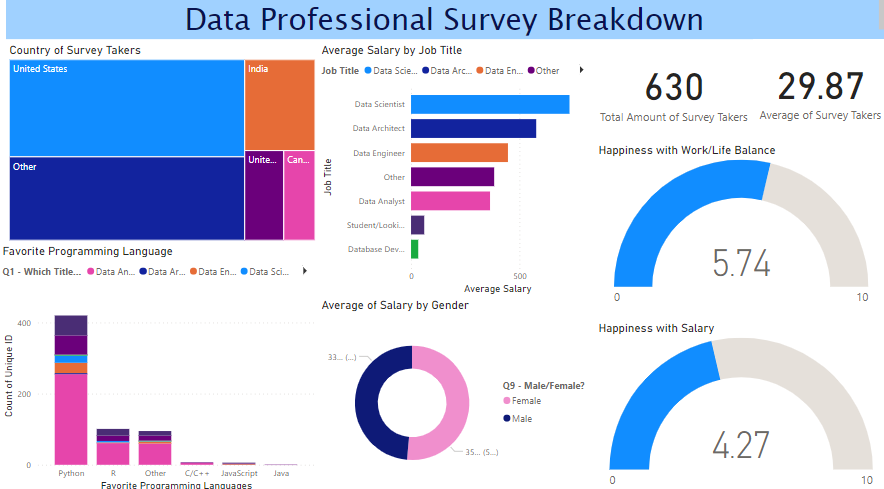 Data Professional Survey Breakdown
Country of Survey Takers
United States
India
Other
Unite...
Can...
Average Salary by Job Title
Job Title
Data Scie...
Data Arc...
Data En...
Other
Job Title
Data Scientist
Data Architect
Data Engineer
Other
Data Analyst
Student/Looki...
Database Dev...
0
500
Average Salary
630
Total Amount of Survey Takers
29.87
Average of Survey Takers
Happiness with Work/Life Balance
5.74
0
10
Favorite Programming Language
Q1 - Which Title...
Data An...
Data Ar...
Data En...
Data Sci...
Count of Unique ID
400
200
0
Python
R
Other
C/C++
JavaScript
Java
Favorite Programming Languages
Average of Salary by Gender
33... (...)
35... (5...)
Q9 - Male/Female?
Female
Male
Happiness with Salary
4.27
0
10